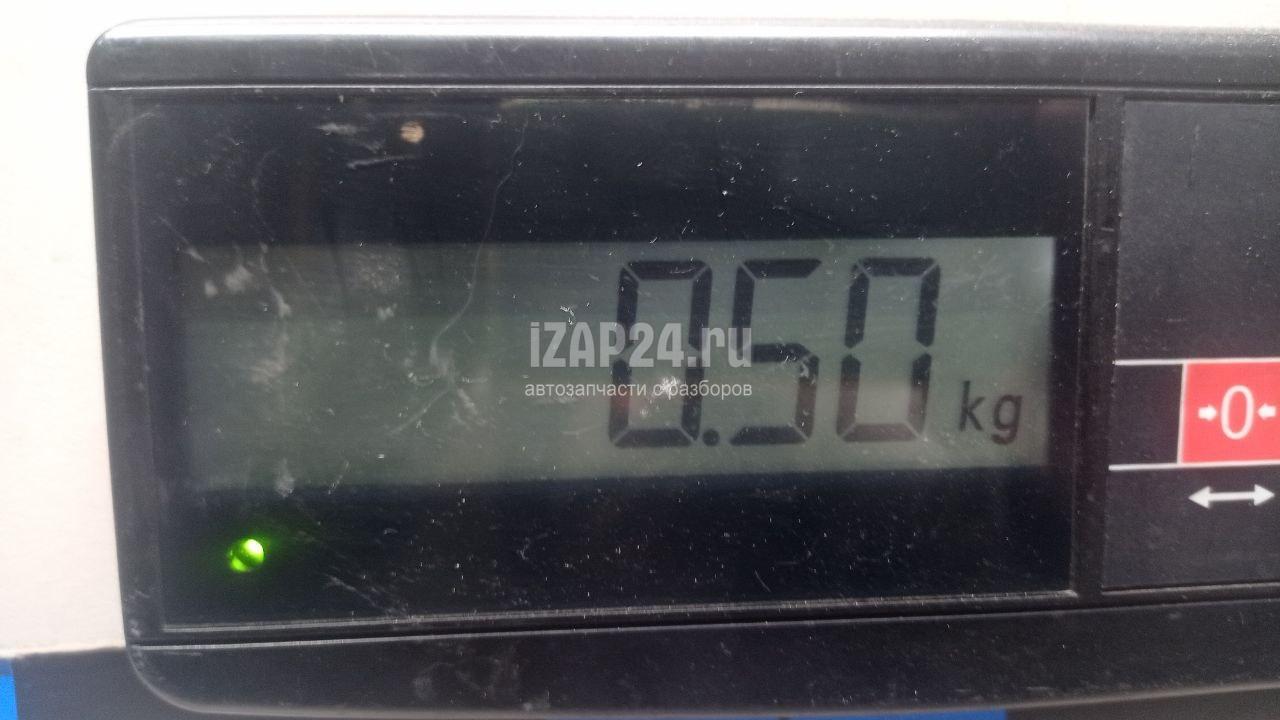 0.50 kg
iZAP24.ru
автозапчасти с разборов
→0←